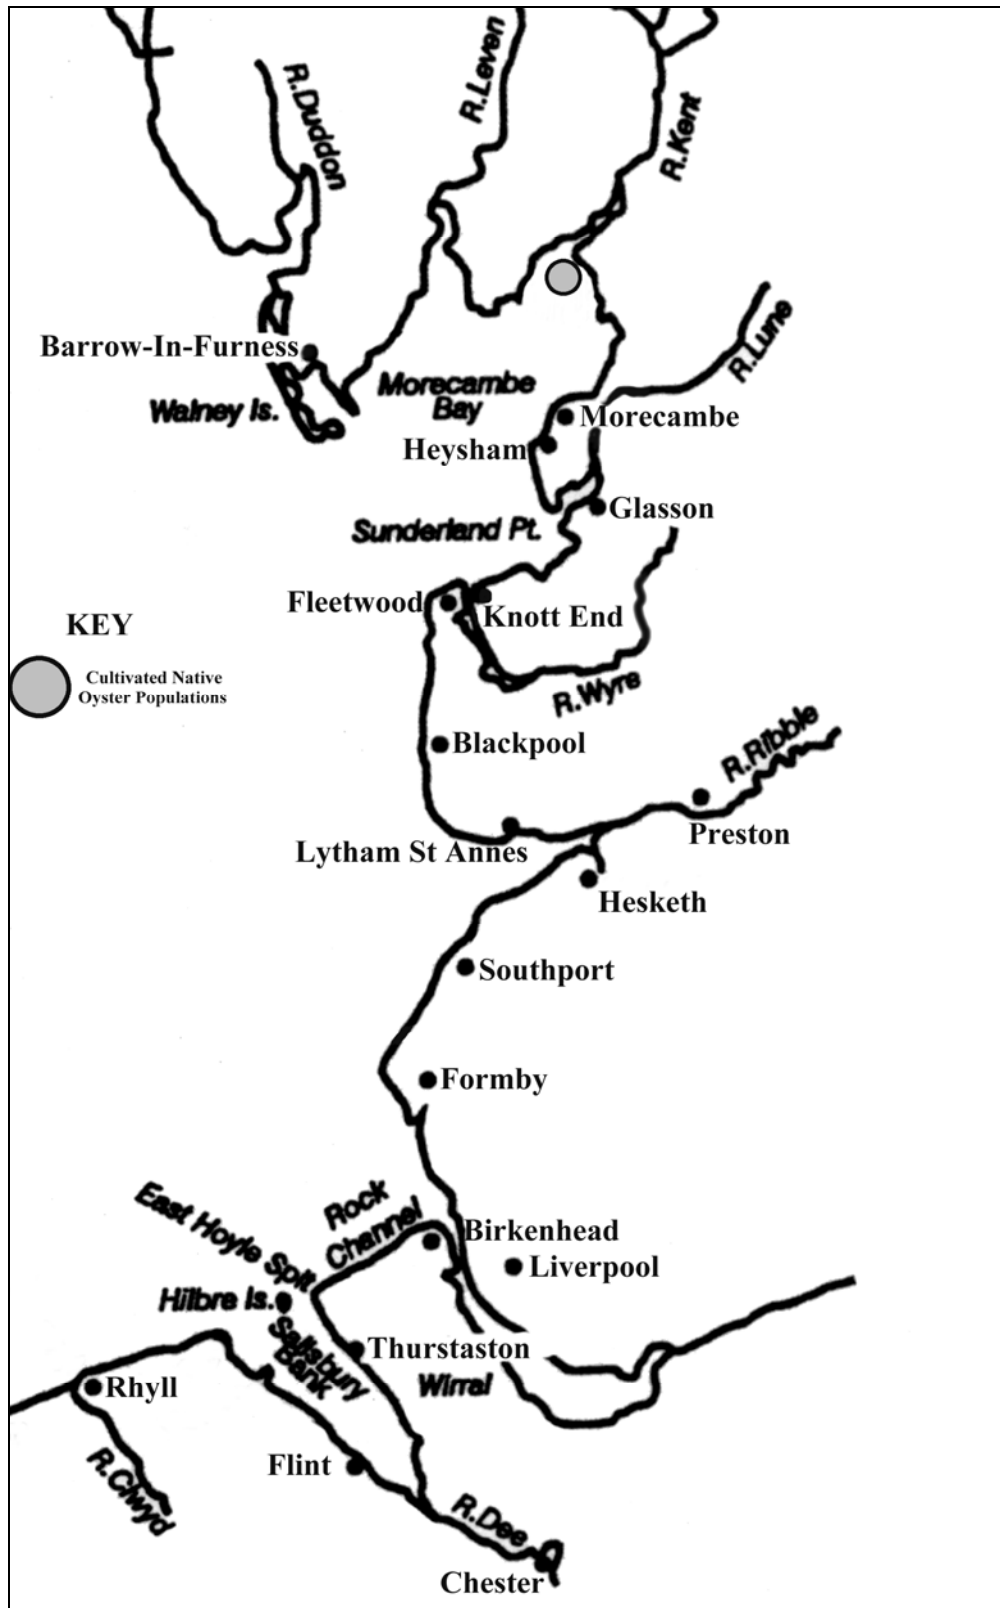 R.Duddon
R.Leven
R.Kent
R.Lune
Barrow-In-Furness
Walney Is.
Morecambe
Bay
Morecambe
Heysham
Glasson
Sunderland Pt.
Fleetwood
Knott End
KEY
Cultivated Native
Oyster Populations
R.Wyre
Blackpool
R.Ribble
Preston
Lytham St Annes
Hesketh
Southport
Formby
East Hoyle Spit
Rock
Channel
Birkenhead
Liverpool
Hilbre Is.
Salisbury
Bank
Thurstaston
Wirral
Rhyll
Flint
R.Clwyd
R.Dee
Chester